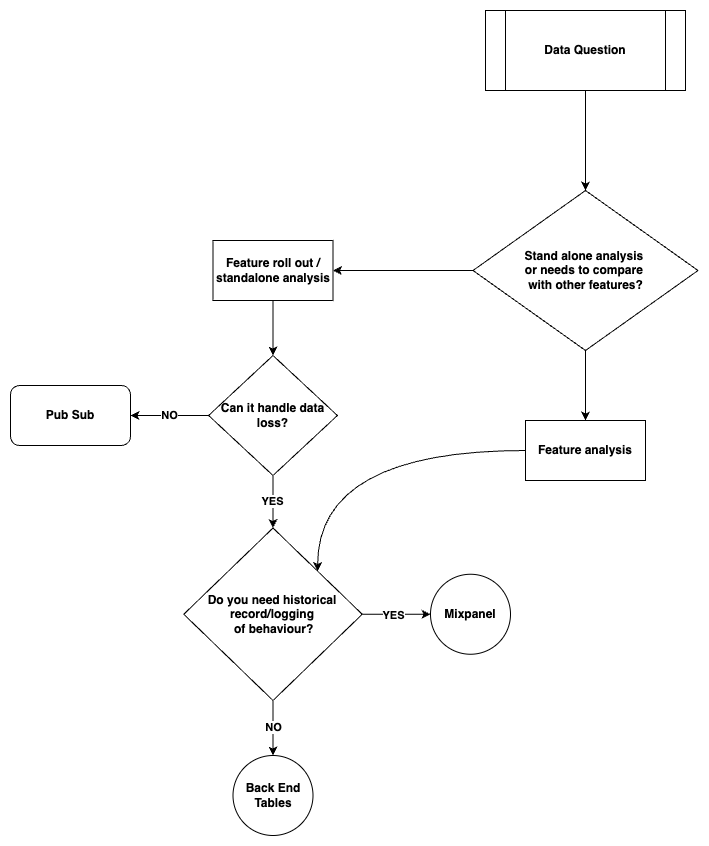 Data Question
Stand alone analysis
or needs to compare
with other features?
Feature roll out /
standalone analysis
Can it handle data
loss?
NO
Pub Sub
Feature analysis
YES
Do you need historical
record/logging
of behaviour?
YES
Mixpanel
NO
Back End
Tables